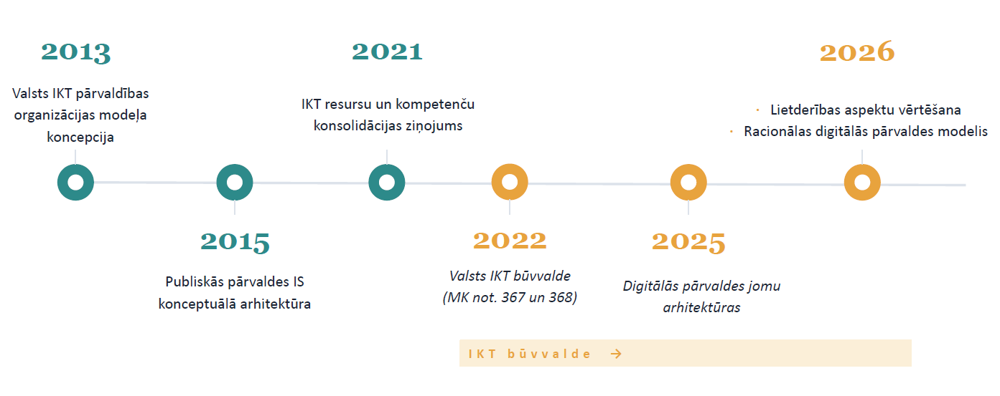 2013
Valsts IKT pārvaldības
organizācijas modeļa
koncepcija
2015
Publiskās pārvaldes IS
konceptuālā arhitektūra
2021
IKT resursu un kompetenču
konsolidācijas ziņojums
2022
Valsts IKT būvvalde
(MK not. 367 un 368)
2025
Digitālās pārvaldes jomu
arhitektūras
2026
· Lietderības aspektu vērtēšana
· Racionālas digitālās pārvaldes modelis
IKT būvvalde →